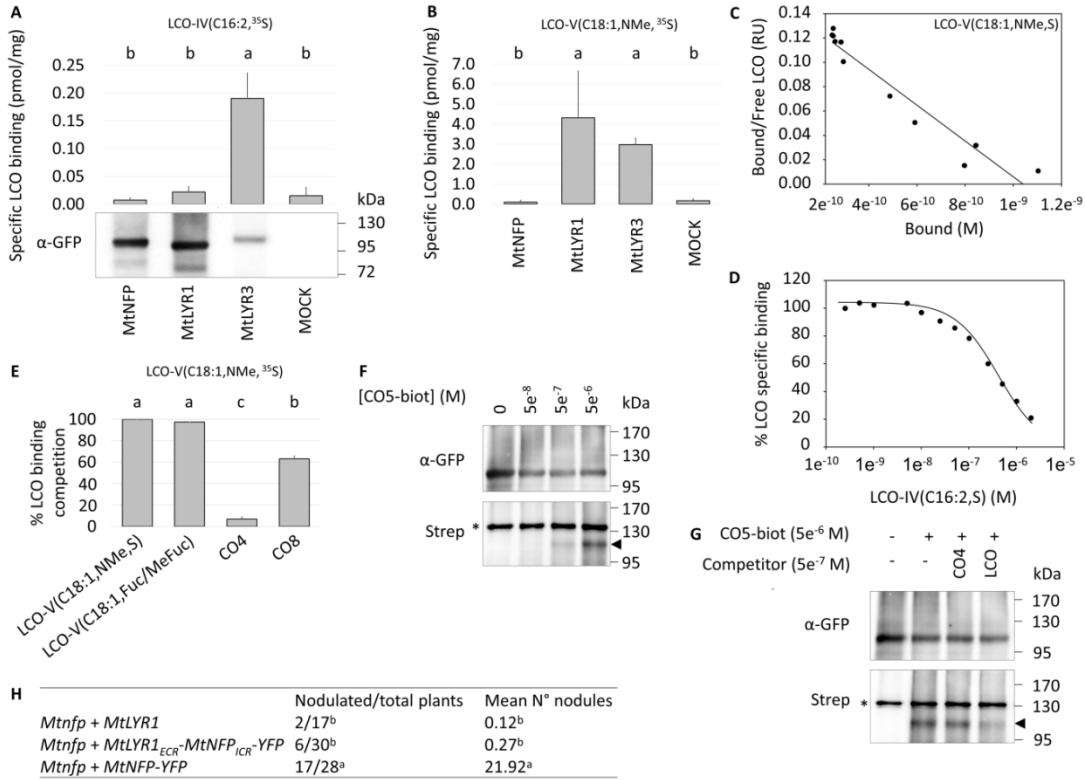 A
LCO-IV(C16:2,³⁵S)
b b a b
Specific LCO binding (pmol/mg)
0.25
0.20
0.15
0.10
0.05
0.00
kDa
α-GFP
130
95
72
MtNFP
MtLYR1
MtLYR3
MOCK
B
LCO-V(C18:1,NMe, ³⁵S)
b a a b
Specific LCO binding (pmol/mg)
7.0
6.0
5.0
4.0
3.0
2.0
1.0
0.0
MtNFP
MtLYR1
MtLYR3
MOCK
C
LCO-V(C18:1,NMe,S)
Bound/Free LCO (RU)
0.14
0.12
0.10
0.08
0.06
0.04
0.02
0.00
2e-10 4e-10 6e-10 8e-10 1e-9 1.2e-9
Bound (M)
D
% LCO specific binding
120
100
80
60
40
20
0
1e-10 1e-9 1e-8 1e-7 1e-6 1e-5
LCO-IV(C16:2,S) (M)
E
LCO-V(C18:1,NMe, ³⁵S)
a a c b
% LCO binding competition
100
80
60
40
20
0
LCO-V(C18:1,NMe,S)
LCO-V(C18:1,Fuc/MeFuc)
CO4
CO8
F
[CO5-biot] (M)
0
5e⁻⁸
5e⁻⁷
5e⁻⁶
kDa
α-GFP
170
130
95
Strep
*
170
130
95
G
CO5-biot (5e⁻⁶ M) - + + +
Competitor (5e⁻⁷ M) - - CO4 LCO
kDa
α-GFP
170
130
95
Strep
*
170
130
95
H
Nodulated/total plants Mean N° nodules
Mtnfp + MtLYR1 2/17ᵇ 0.12ᵇ
Mtnfp + MtLYR1ECR-MtNFPICR-YFP 6/30ᵇ 0.27ᵇ
Mtnfp + MtNFP-YFP 17/28ᵃ 21.92ᵃ